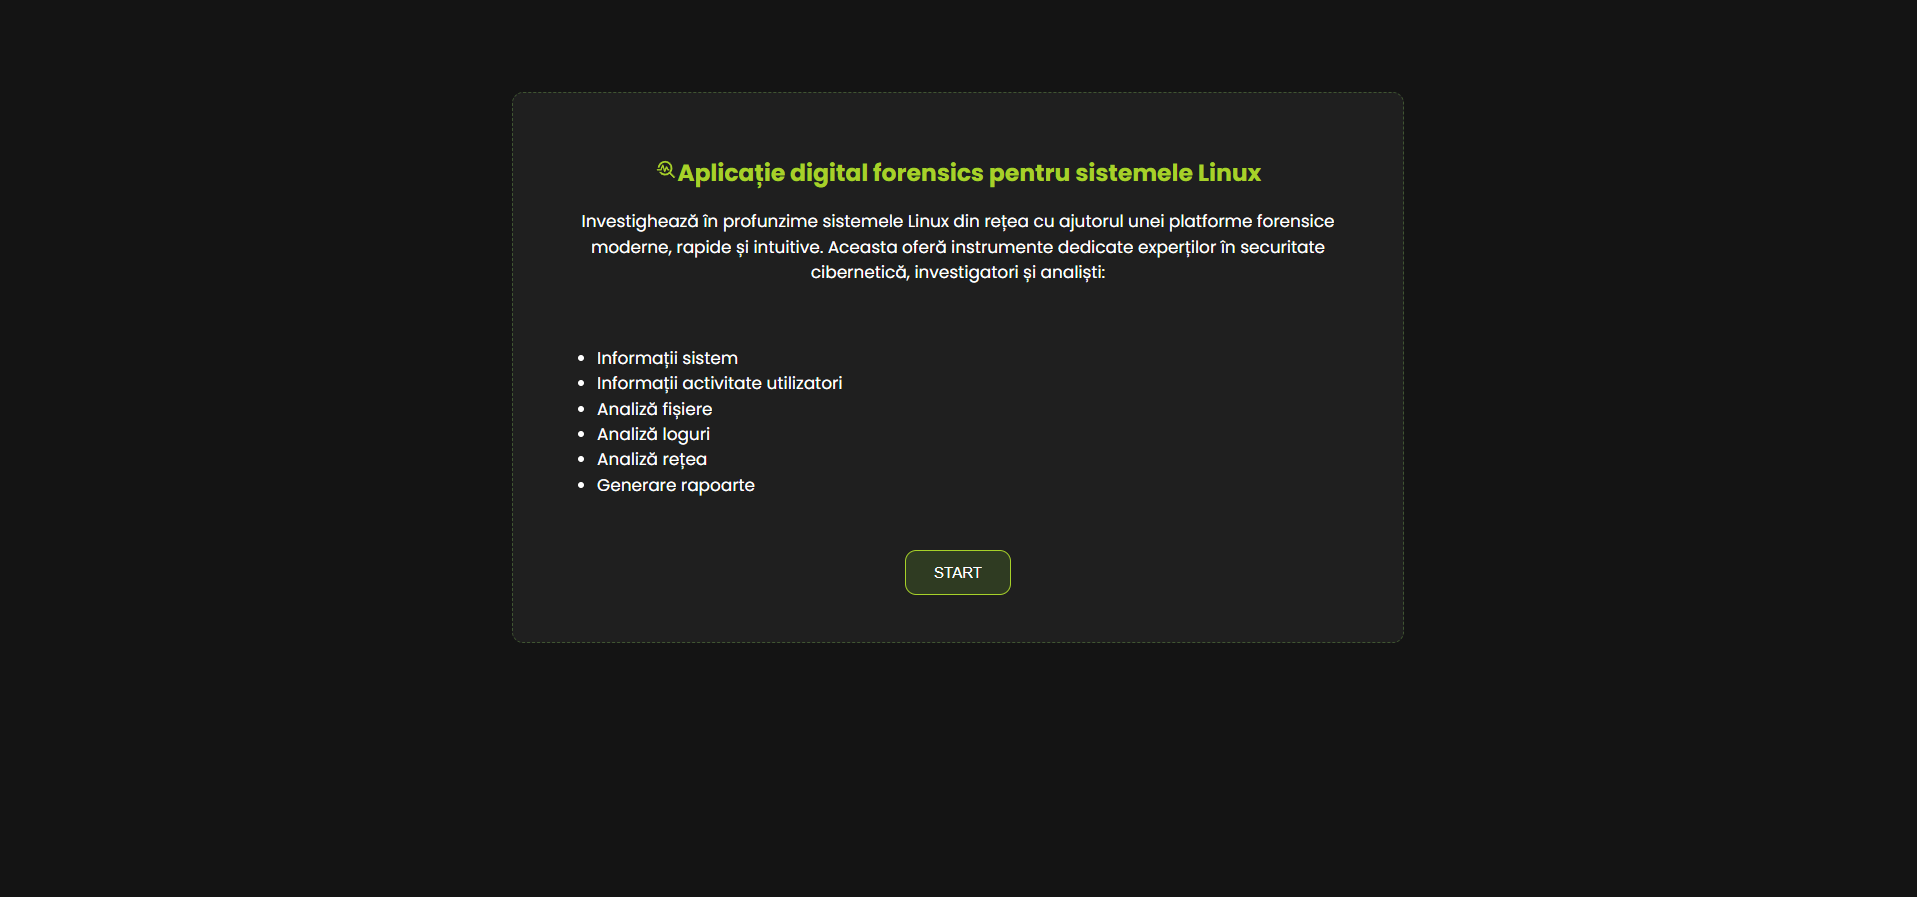 Aplicație digital forensics pentru sistemele Linux
Investighează în profunzime sistemele Linux din rețea cu ajutorul unei platforme forensice
moderne, rapide și intuitive. Aceasta oferă instrumente dedicate experților în securitate
cibernetică, investigatori și analiști:
• Informații sistem
• Informații activitate utilizatori
• Analiză fișiere
• Analiză loguri
• Analiză rețea
• Generare rapoarte
START